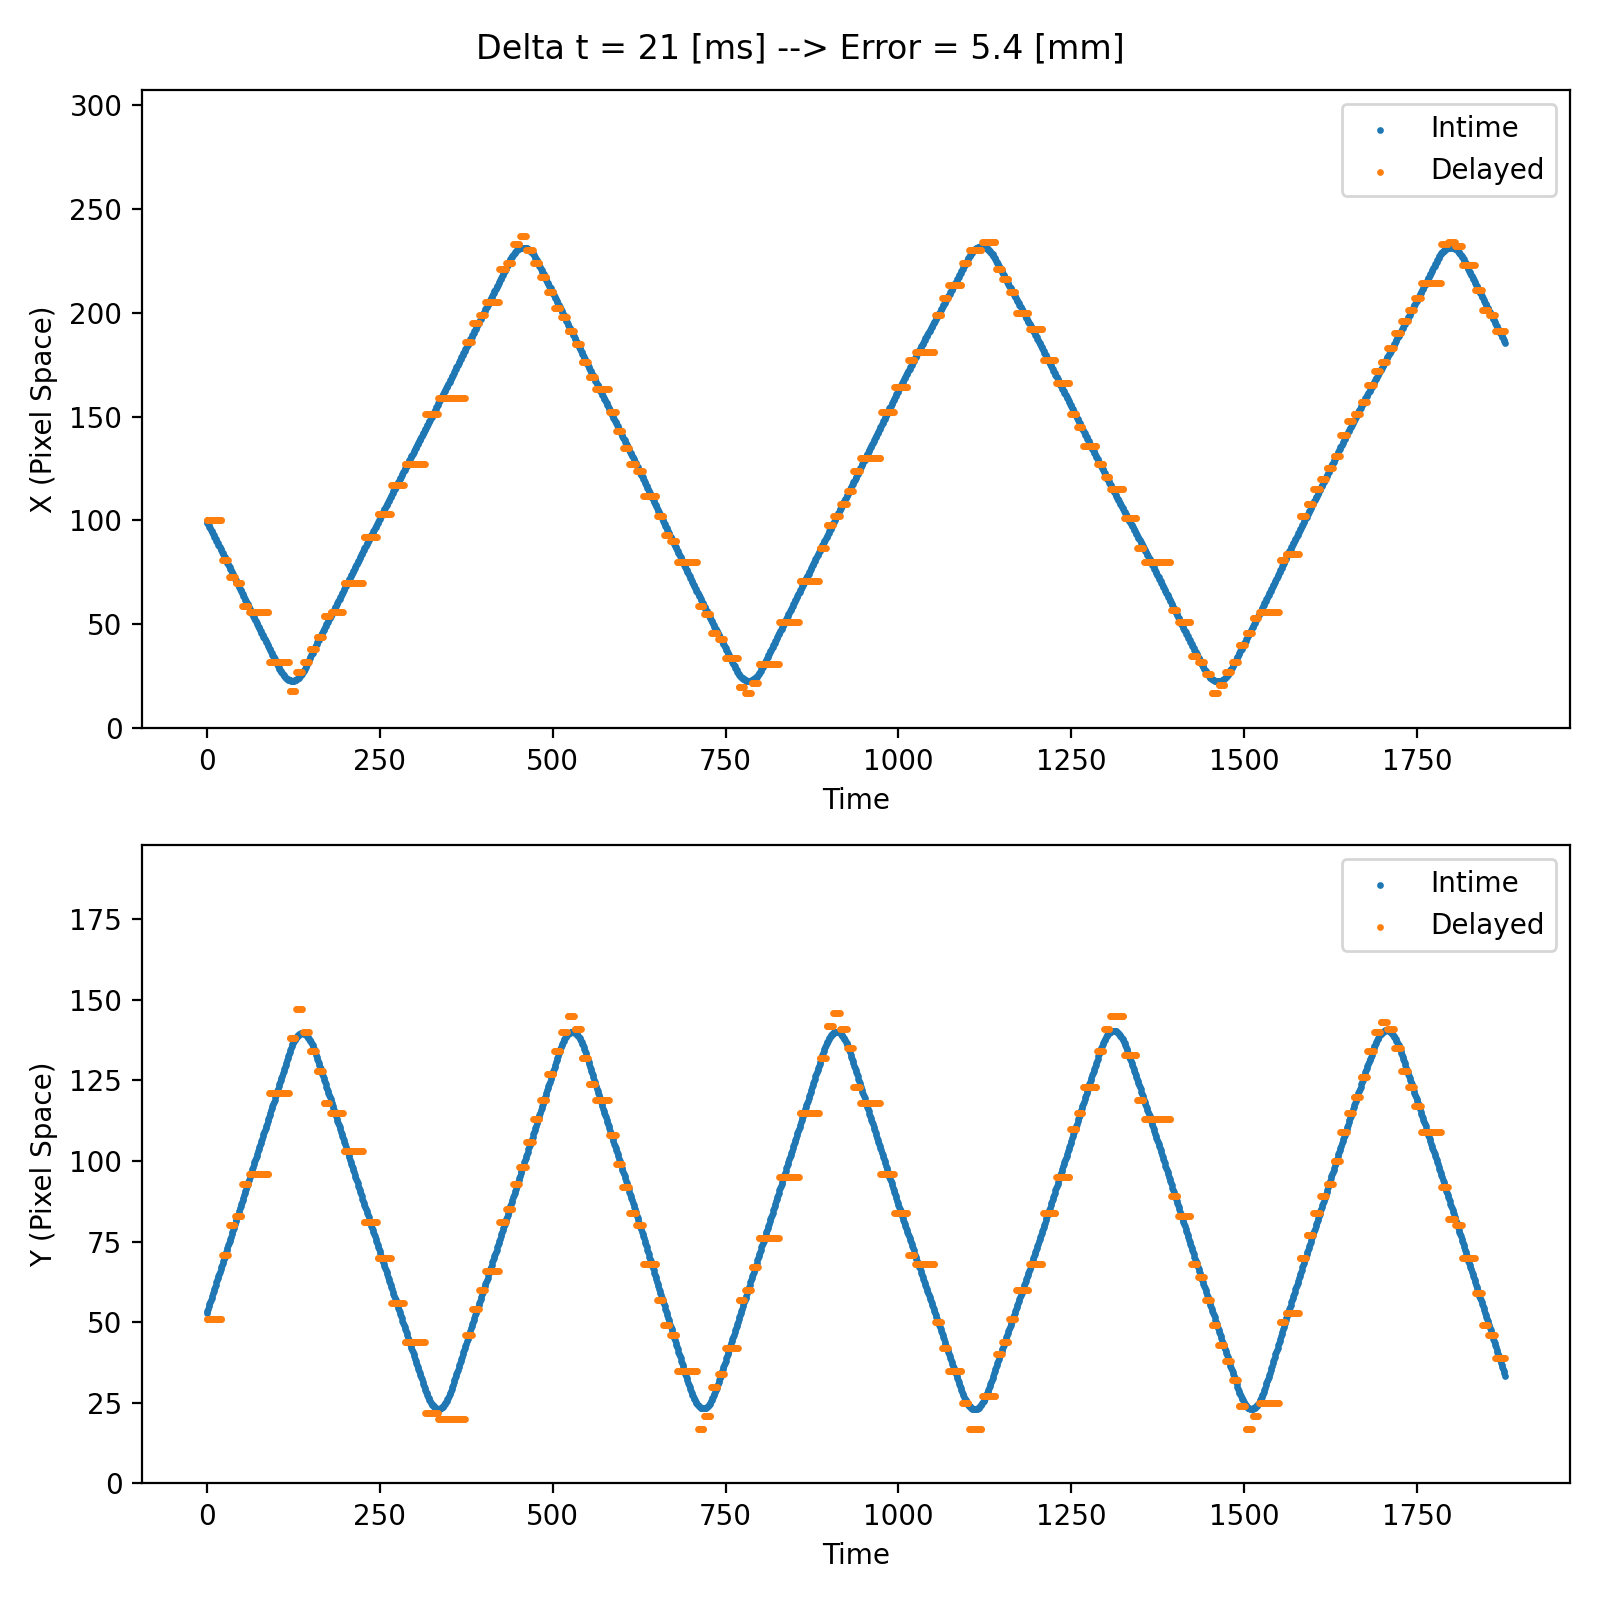 Delta t = 21 [ms] --> Error = 5.4 [mm]
300
250
200
150
100
50
0
X (Pixel Space)
Intime
Delayed
0 250 500 750 1000 1250 1500 1750
Time
175
150
125
100
75
50
25
0
Y (Pixel Space)
Intime
Delayed
0 250 500 750 1000 1250 1500 1750
Time